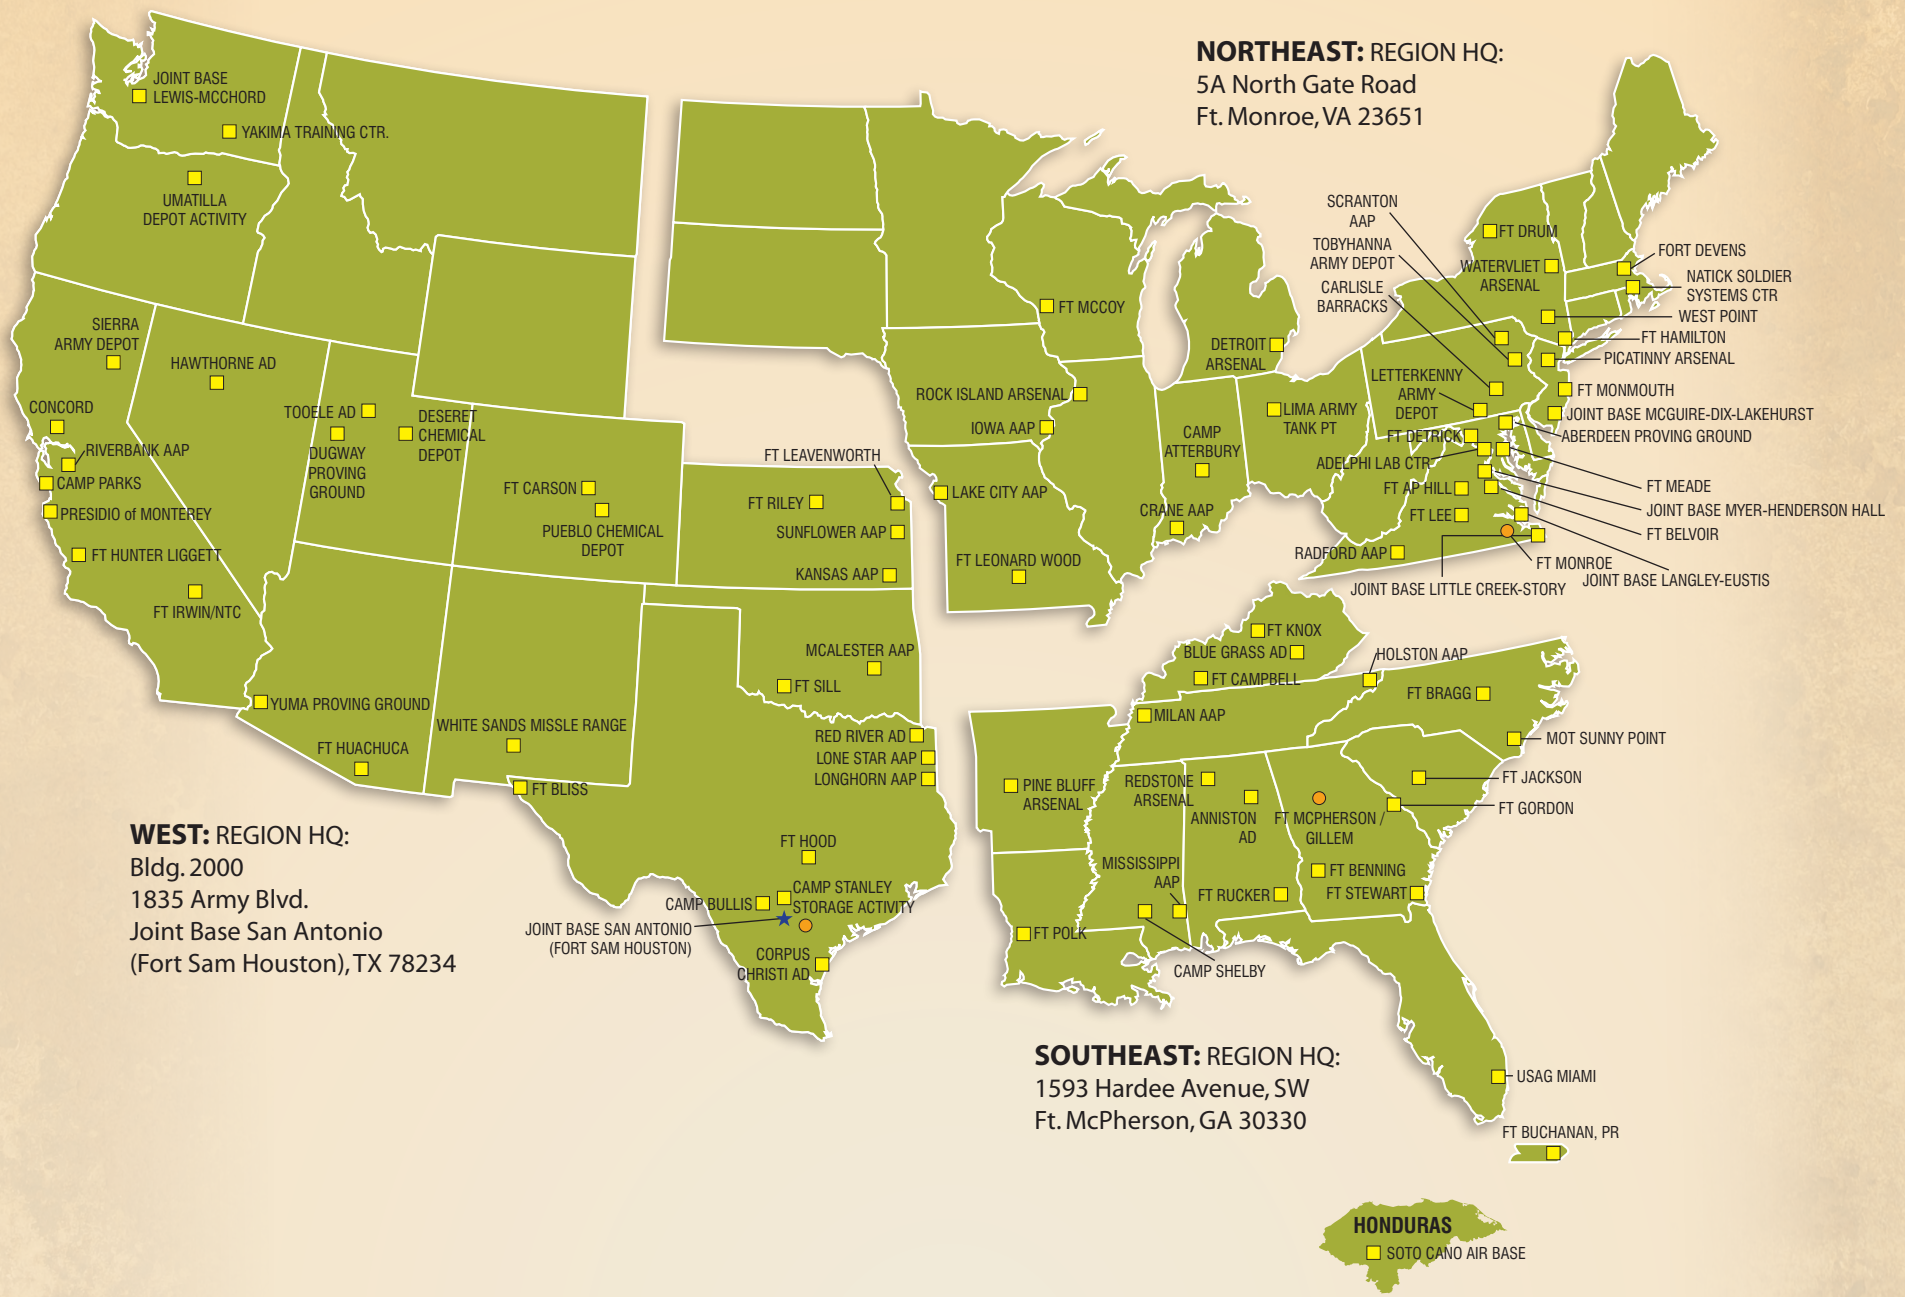 NORTHEAST: REGION HQ:
5A North Gate Road
Ft. Monroe, VA 23651
JOINT BASE
LEWIS-MCCHORD
YAKIMA TRAINING CTR.
UMATILLA
DEPOT ACTIVITY
SIERRA
ARMY DEPOT
HAWTHORNE AD
CONCORD
RIVERBANK AAP
CAMP PARKS
PRESIDIO of MONTEREY
FT HUNTER LIGGETT
FT IRWIN/NTC
TOOELE AD
DUGWAY
PROVING
GROUND
DESERET
CHEMICAL
DEPOT
FT CARSON
PUEBLO CHEMICAL
DEPOT
YUMA PROVING GROUND
FT HUACHUCA
WHITE SANDS MISSLE RANGE
FT BLISS
FT LEAVENWORTH
FT RILEY
SUNFLOWER AAP
KANSAS AAP
MCALESTER AAP
FT SILL
RED RIVER AD
LONE STAR AAP
LONGHORN AAP
FT HOOD
CAMP STANLEY
STORAGE ACTIVITY
CAMP BULLIS
JOINT BASE SAN ANTONIO
(FORT SAM HOUSTON)
CORPUS
CHRISTI AD
WEST: REGION HQ:
Bldg. 2000
1835 Army Blvd.
Joint Base San Antonio
(Fort Sam Houston), TX 78234
FT MCCOY
DETROIT
ARSENAL
ROCK ISLAND ARSENAL
IOWA AAP
LAKE CITY AAP
FT LEONARD WOOD
CAMP
ATTERBURY
CRANE AAP
LIMA ARMY
TANK PT
SCRANTON
AAP
TOBYHANNA
ARMY DEPOT
CARLISLE
BARRACKS
LETTERKENNY
ARMY
DEPOT
FT DRUM
WATERVLIET
ARSENAL
FORT DEVENS
NATICK SOLDIER
SYSTEMS CTR
WEST POINT
FT HAMILTON
PICATINNY ARSENAL
FT MONMOUTH
JOINT BASE MCGUIRE-DIX-LAKEHURST
ABERDEEN PROVING GROUND
FT DETRICK
ADELPHI LAB CTR
FT AP HILL
FT LEE
RADFORD AAP
FT MEADE
JOINT BASE MYER-HENDERSON HALL
FT BELVOIR
FT MONROE
JOINT BASE LANGLEY-EUSTIS
JOINT BASE LITTLE CREEK-STORY
FT KNOX
BLUE GRASS AD
FT CAMPBELL
HOLSTON AAP
FT BRAGG
MILAN AAP
MOT SUNNY POINT
PINE BLUFF
ARSENAL
REDSTONE
ARSENAL
ANNISTON
AD
FT MCPHERSON /
GILLEM
FT JACKSON
FT GORDON
MISSISSIPPI
AAP
FT BENNING
FT RUCKER
FT STEWART
FT POLK
CAMP SHELBY
SOUTHEAST: REGION HQ:
1593 Hardee Avenue, SW
Ft. McPherson, GA 30330
USAG MIAMI
FT BUCHANAN, PR
HONDURAS
SOTO CANO AIR BASE